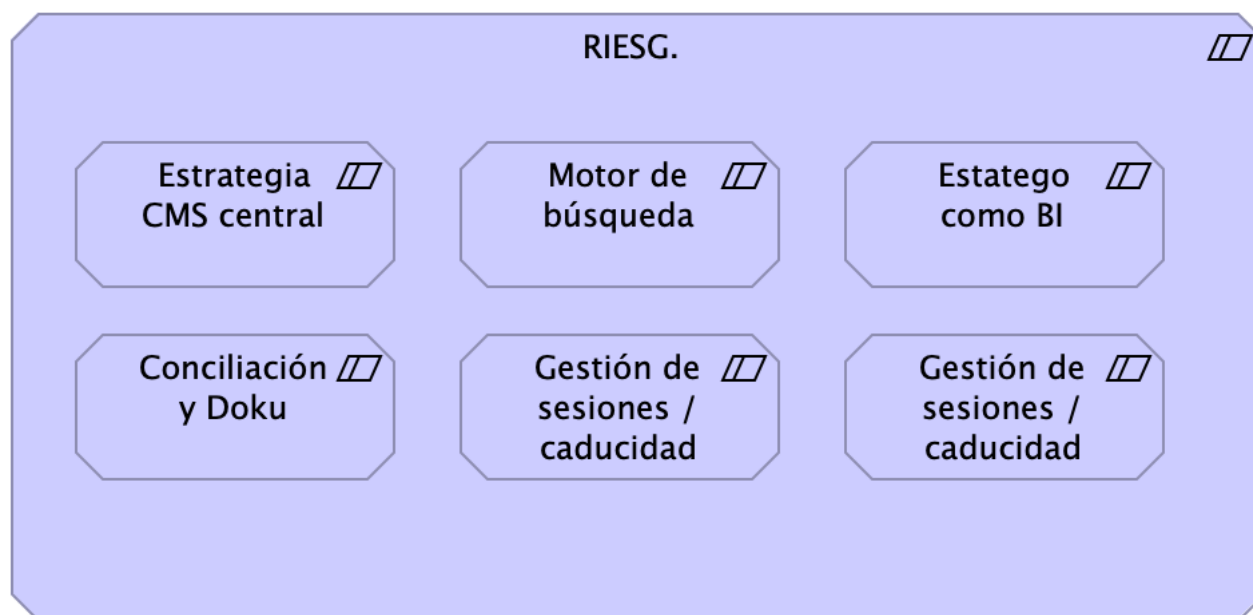 RIESG.
Estrategia
CMS central
Motor de
búsqueda
Estatego
como BI
Conciliación
y Doku
Gestión de
sesiones /
caducidad
Gestión de
sesiones /
caducidad